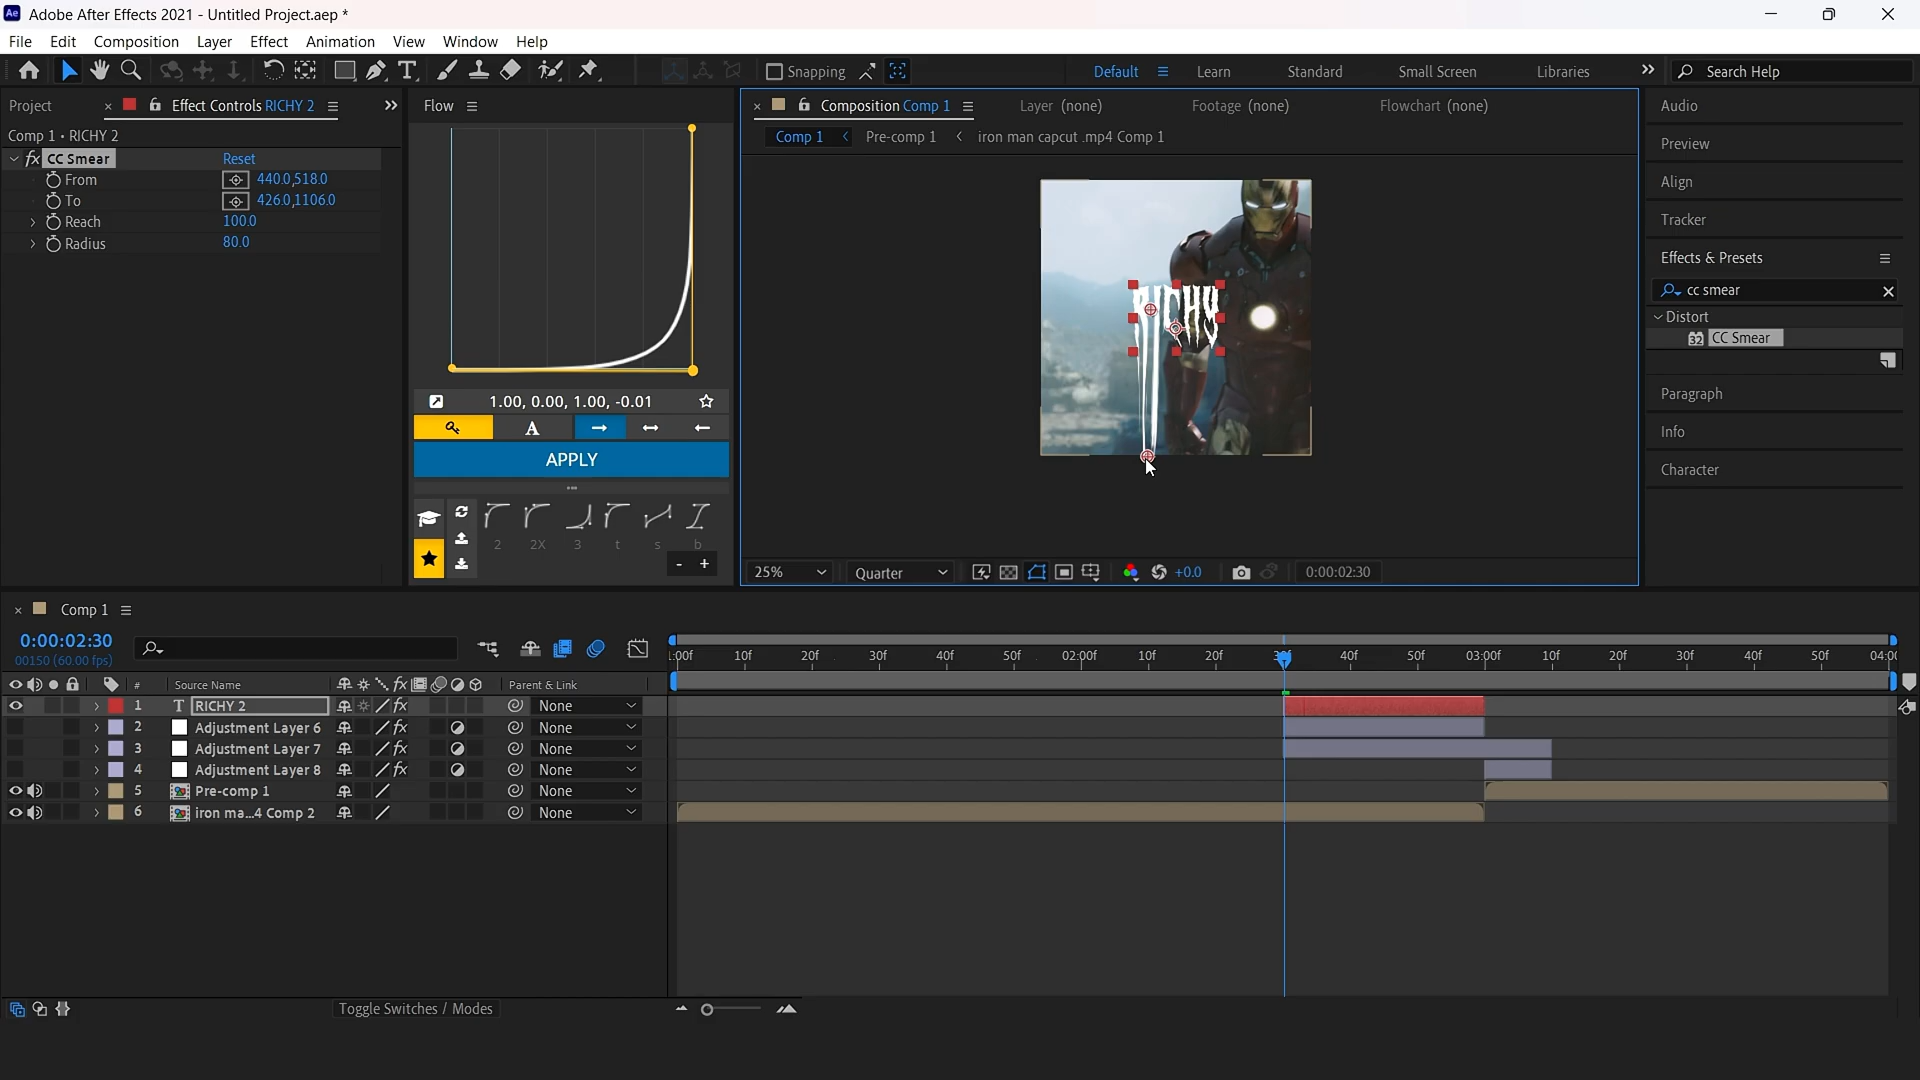 Ae Adobe After Effects 2021 - Untitled Project.aep *
File Edit Composition Layer Effect Animation View Window Help
Snapping Default Learn Standard Small Screen Libraries Search Help
Project Effect Controls RICHY 2
Comp 1 • RICHY 2
fx CC Smear Reset
From 440.0,518.0
To 426.0,1106.0
Reach 100.0
Radius 80.0
Flow
1.00, 0.00, 1.00, -0.01
A
APPLY
2 2X 3 t s b
- +
Composition Comp 1 Layer (none) Footage (none) Flowchart (none)
Comp 1 Pre-comp 1 iron man capcut .mp4 Comp 1
RICHY
25% Quarter +0.0 0:00:02:30
Audio
Preview
Align
Tracker
Effects & Presets
cc smear
Distort
32 CC Smear
Paragraph
Info
Character
Comp 1
0:00:02:30
00150 (60.00 fps)
:00f 10f 20f 30f 40f 50f 02:00f 10f 20f 30f 40f 50f 03:00f 10f 20f 30f 40f 50f 04:0
# Source Name fx Parent & Link
1 T RICHY 2 fx None
2 Adjustment Layer 6 fx None
3 Adjustment Layer 7 fx None
4 Adjustment Layer 8 fx None
5 Pre-comp 1 None
6 iron ma...4 Comp 2 None
Toggle Switches / Modes